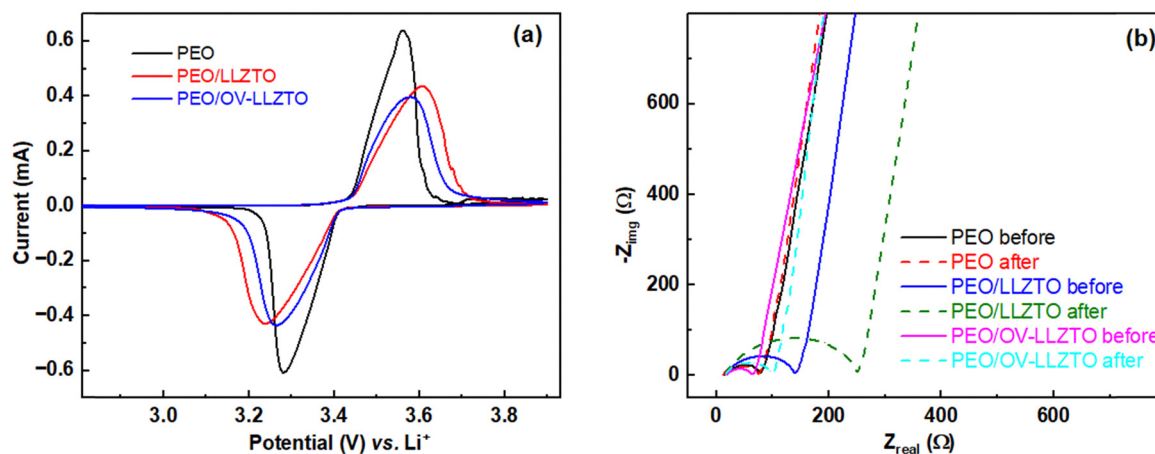 (a)
PEO
PEO/LLZTO
PEO/OV-LLZTO
0.6
0.4
0.2
0.0
−0.2
−0.4
−0.6
Current (mA)
3.0 3.2 3.4 3.6 3.8
Potential (V) vs. Li⁺
(b)
PEO before
PEO after
PEO/LLZTO before
PEO/LLZTO after
PEO/OV-LLZTO before
PEO/OV-LLZTO after
600
400
200
0
-Zimg (Ω)
0 200 400 600
Zreal (Ω)